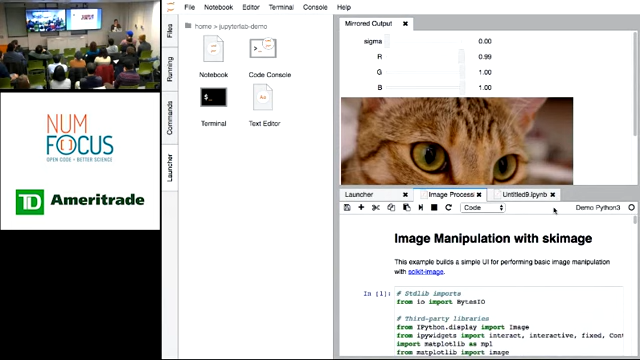 File Notebook Editor Terminal Console Help
Files
Running
Commands
Launcher
home > jupyterlab-demo
Notebook
Code Console
>_
$_
Terminal
Text Editor
Mirrored Output
sigma 0.00
R 0.99
G 1.00
B 1.00
NUM
FOCUS
OPEN CODE = BETTER SCIENCE
TD Ameritrade
Launcher
Image Process
Untitled9.ipynb
Code
Demo Python3
Image Manipulation with skimage
This example builds a simple UI for performing basic image manipulation
with scikit-image.
In [1]:
# Stdlib imports
from io import BytesIO
# Third-party libraries
from IPython.display import Image
from ipywidgets import interact, interactive, fixed, Con
import matplotlib as mpl
from matplotlib import image